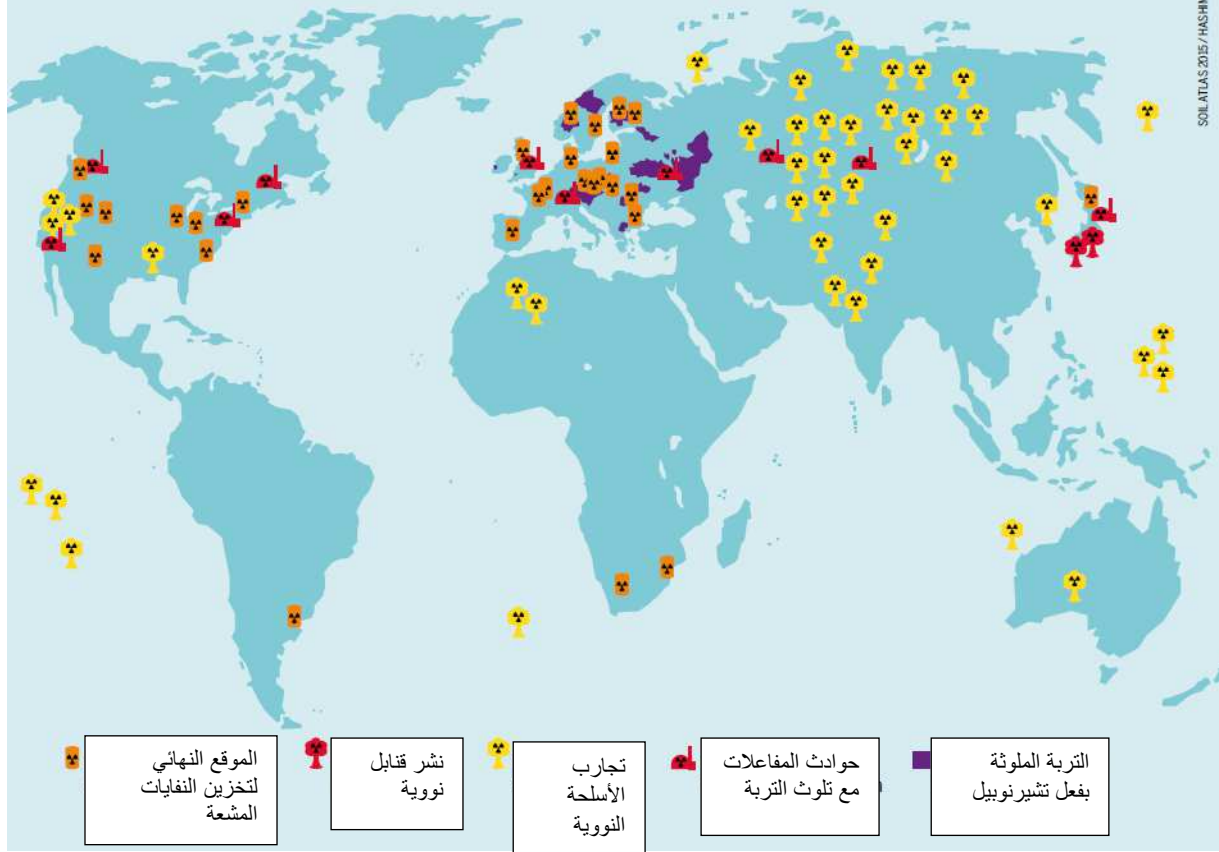 SOIL ATLAS 2015 / HASHIM
التربة الملوثة
بفعل تشيرنوبيل
حوادث المفاعلات
مع تلوث التربة
تجارب
الأسلحة
النووية
نشر قنابل
نووية
الموقع النهائي
لتخزين النفايات
المشعة